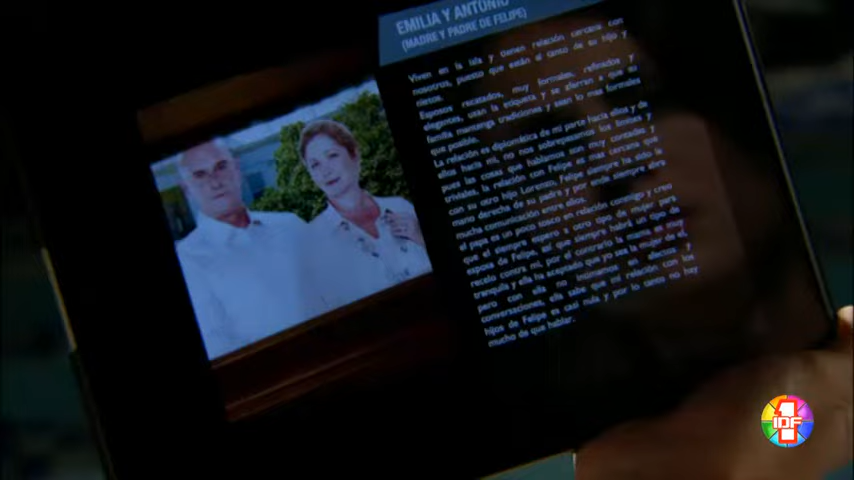 EMILIA Y ANTONIO
(MADRE Y PADRE DE FELIPE)
Viven en la isla y tienen relación cercana con
nosotros, puesto que están al tanto de su hijo y
nietos.
Esposos recatados, muy formales, refinados y
elegantes, usan la etiqueta y se aferran a que su
familia mantenga tradiciones y sean lo más formales
que posible.
La relación es diplomática de mi parte hacia ellos y de
ellos hacia mí, no nos sobrepasamos los límites y
pues las cosas que hablamos son muy contadas y
triviales, la relación con Felipe es más cercana que
con su otro hijo Lorenzo, Felipe siempre ha sido la
mano derecha de su padre y por ende siempre
mucha comunicación entre ellos.
el papa es un poco tosco en relación conmigo y creo
que el siempre espero a otro tipo de mujer para
esposa de Felipe, así que siempre habrá un tipo de
recelo contra mí, por el contrario la mamá es muy
tranquila y ella ha aceptado que yo sea la mujer de él,
pero con ella no intimamos en afectos y
conversaciones, ella sabe que mi relación con los
hijos de Felipe es casi nula y por lo tanto no hay
mucho de que hablar.
1
IDF